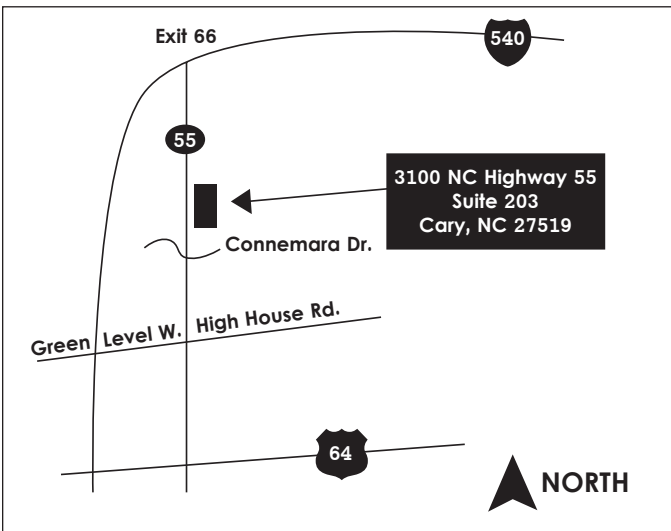 Exit 66
540
55
3100 NC Highway 55
Suite 203
Cary, NC 27519
Connemara Dr.
Green Level W. High House Rd.
64
NORTH